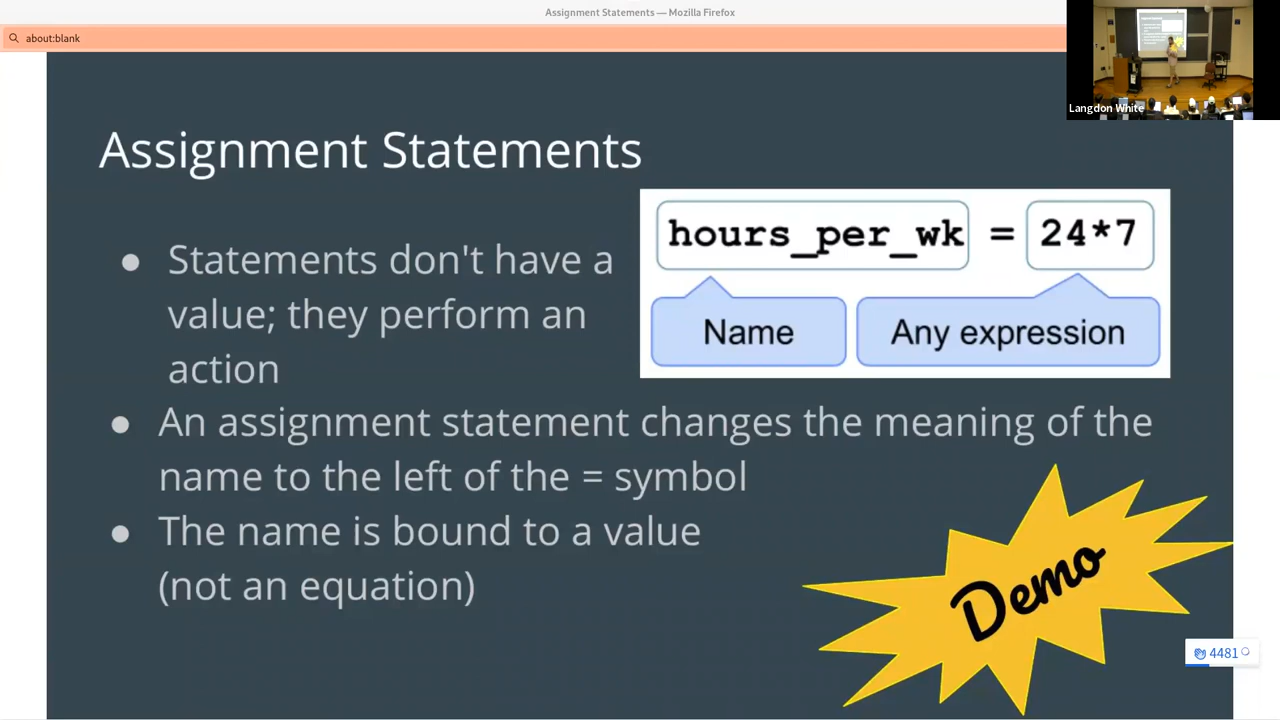 Assignment Statements — Mozilla Firefox
about:blank
Langdon White
Assignment Statements
hours_per_wk = 24*7
Name
Any expression
● Statements don't have a
value; they perform an
action
● An assignment statement changes the meaning of the
name to the left of the = symbol
● The name is bound to a value
(not an equation)
Demo
4481